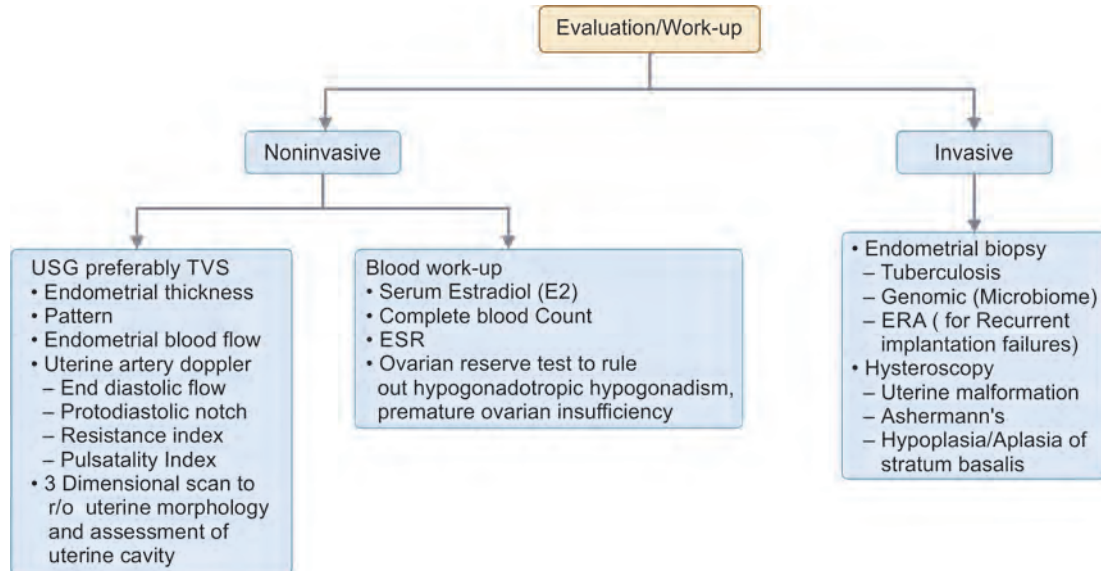 Evaluation/Work-up
Noninvasive
Invasive
USG preferably TVS
• Endometrial thickness
• Pattern
• Endometrial blood flow
• Uterine artery doppler
– End diastolic flow
– Protodiastolic notch
– Resistance index
– Pulsatality Index
• 3 Dimensional scan to
r/o uterine morphology
and assessment of
uterine cavity
Blood work-up
• Serum Estradiol (E2)
• Complete blood Count
• ESR
• Ovarian reserve test to rule
out hypogonadotropic hypogonadism,
premature ovarian insufficiency
• Endometrial biopsy
– Tuberculosis
– Genomic (Microbiome)
– ERA ( for Recurrent
implantation failures)
• Hysteroscopy
– Uterine malformation
– Ashermann's
– Hypoplasia/Aplasia of
stratum basalis